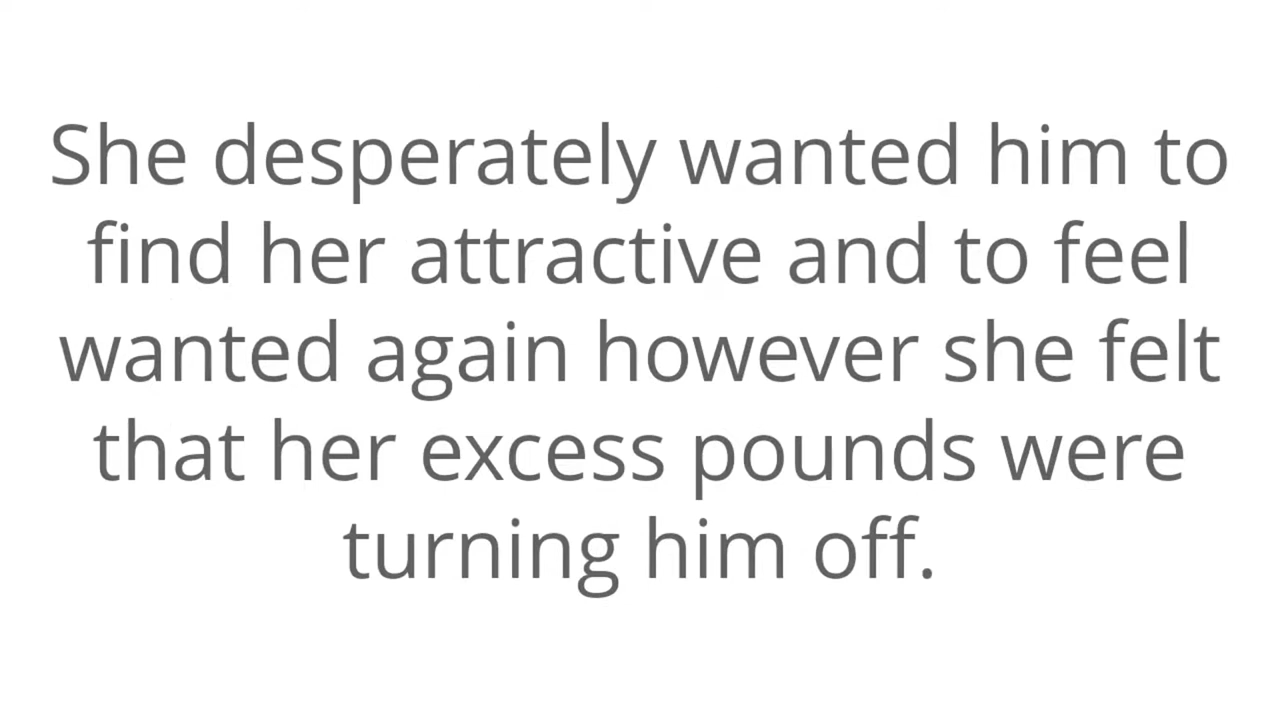 She desperately wanted him to
find her attractive and to feel
wanted again however she felt
that her excess pounds were
turning him off.